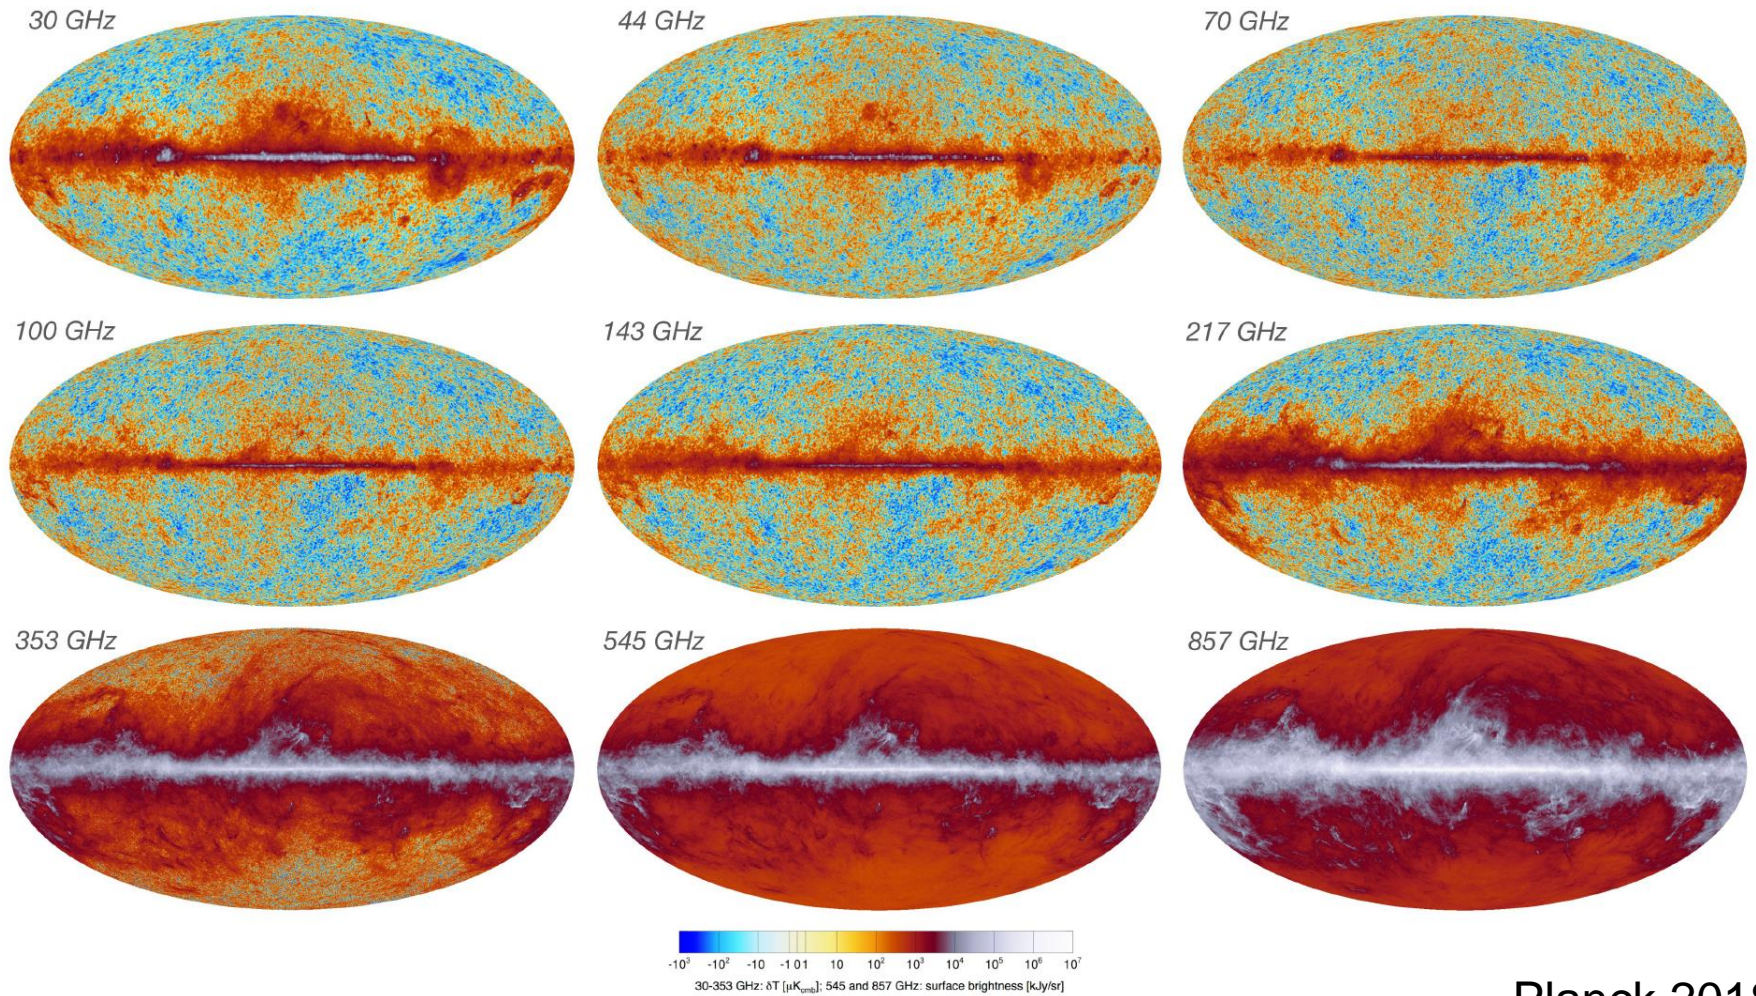 30 GHz
44 GHz
70 GHz
100 GHz
143 GHz
217 GHz
353 GHz
545 GHz
857 GHz
-10³ -10² -10 -1 0 1 10 10² 10³ 10⁴ 10⁵ 10⁶ 10⁷
30-353 GHz: δT [μK_cmb]; 545 and 857 GHz: surface brightness [kJy/sr]
Planck 2018